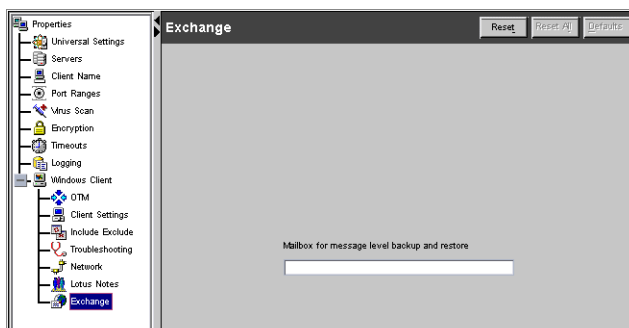 Properties
Universal Settings
Servers
Client Name
Port Ranges
Virus Scan
Encryption
Timeouts
Logging
Windows Client
OTM
Client Settings
Include Exclude
Troubleshooting
Network
Lotus Notes
Exchange
Exchange
Reset
Reset All
Defaults
Mailbox for message level backup and restore